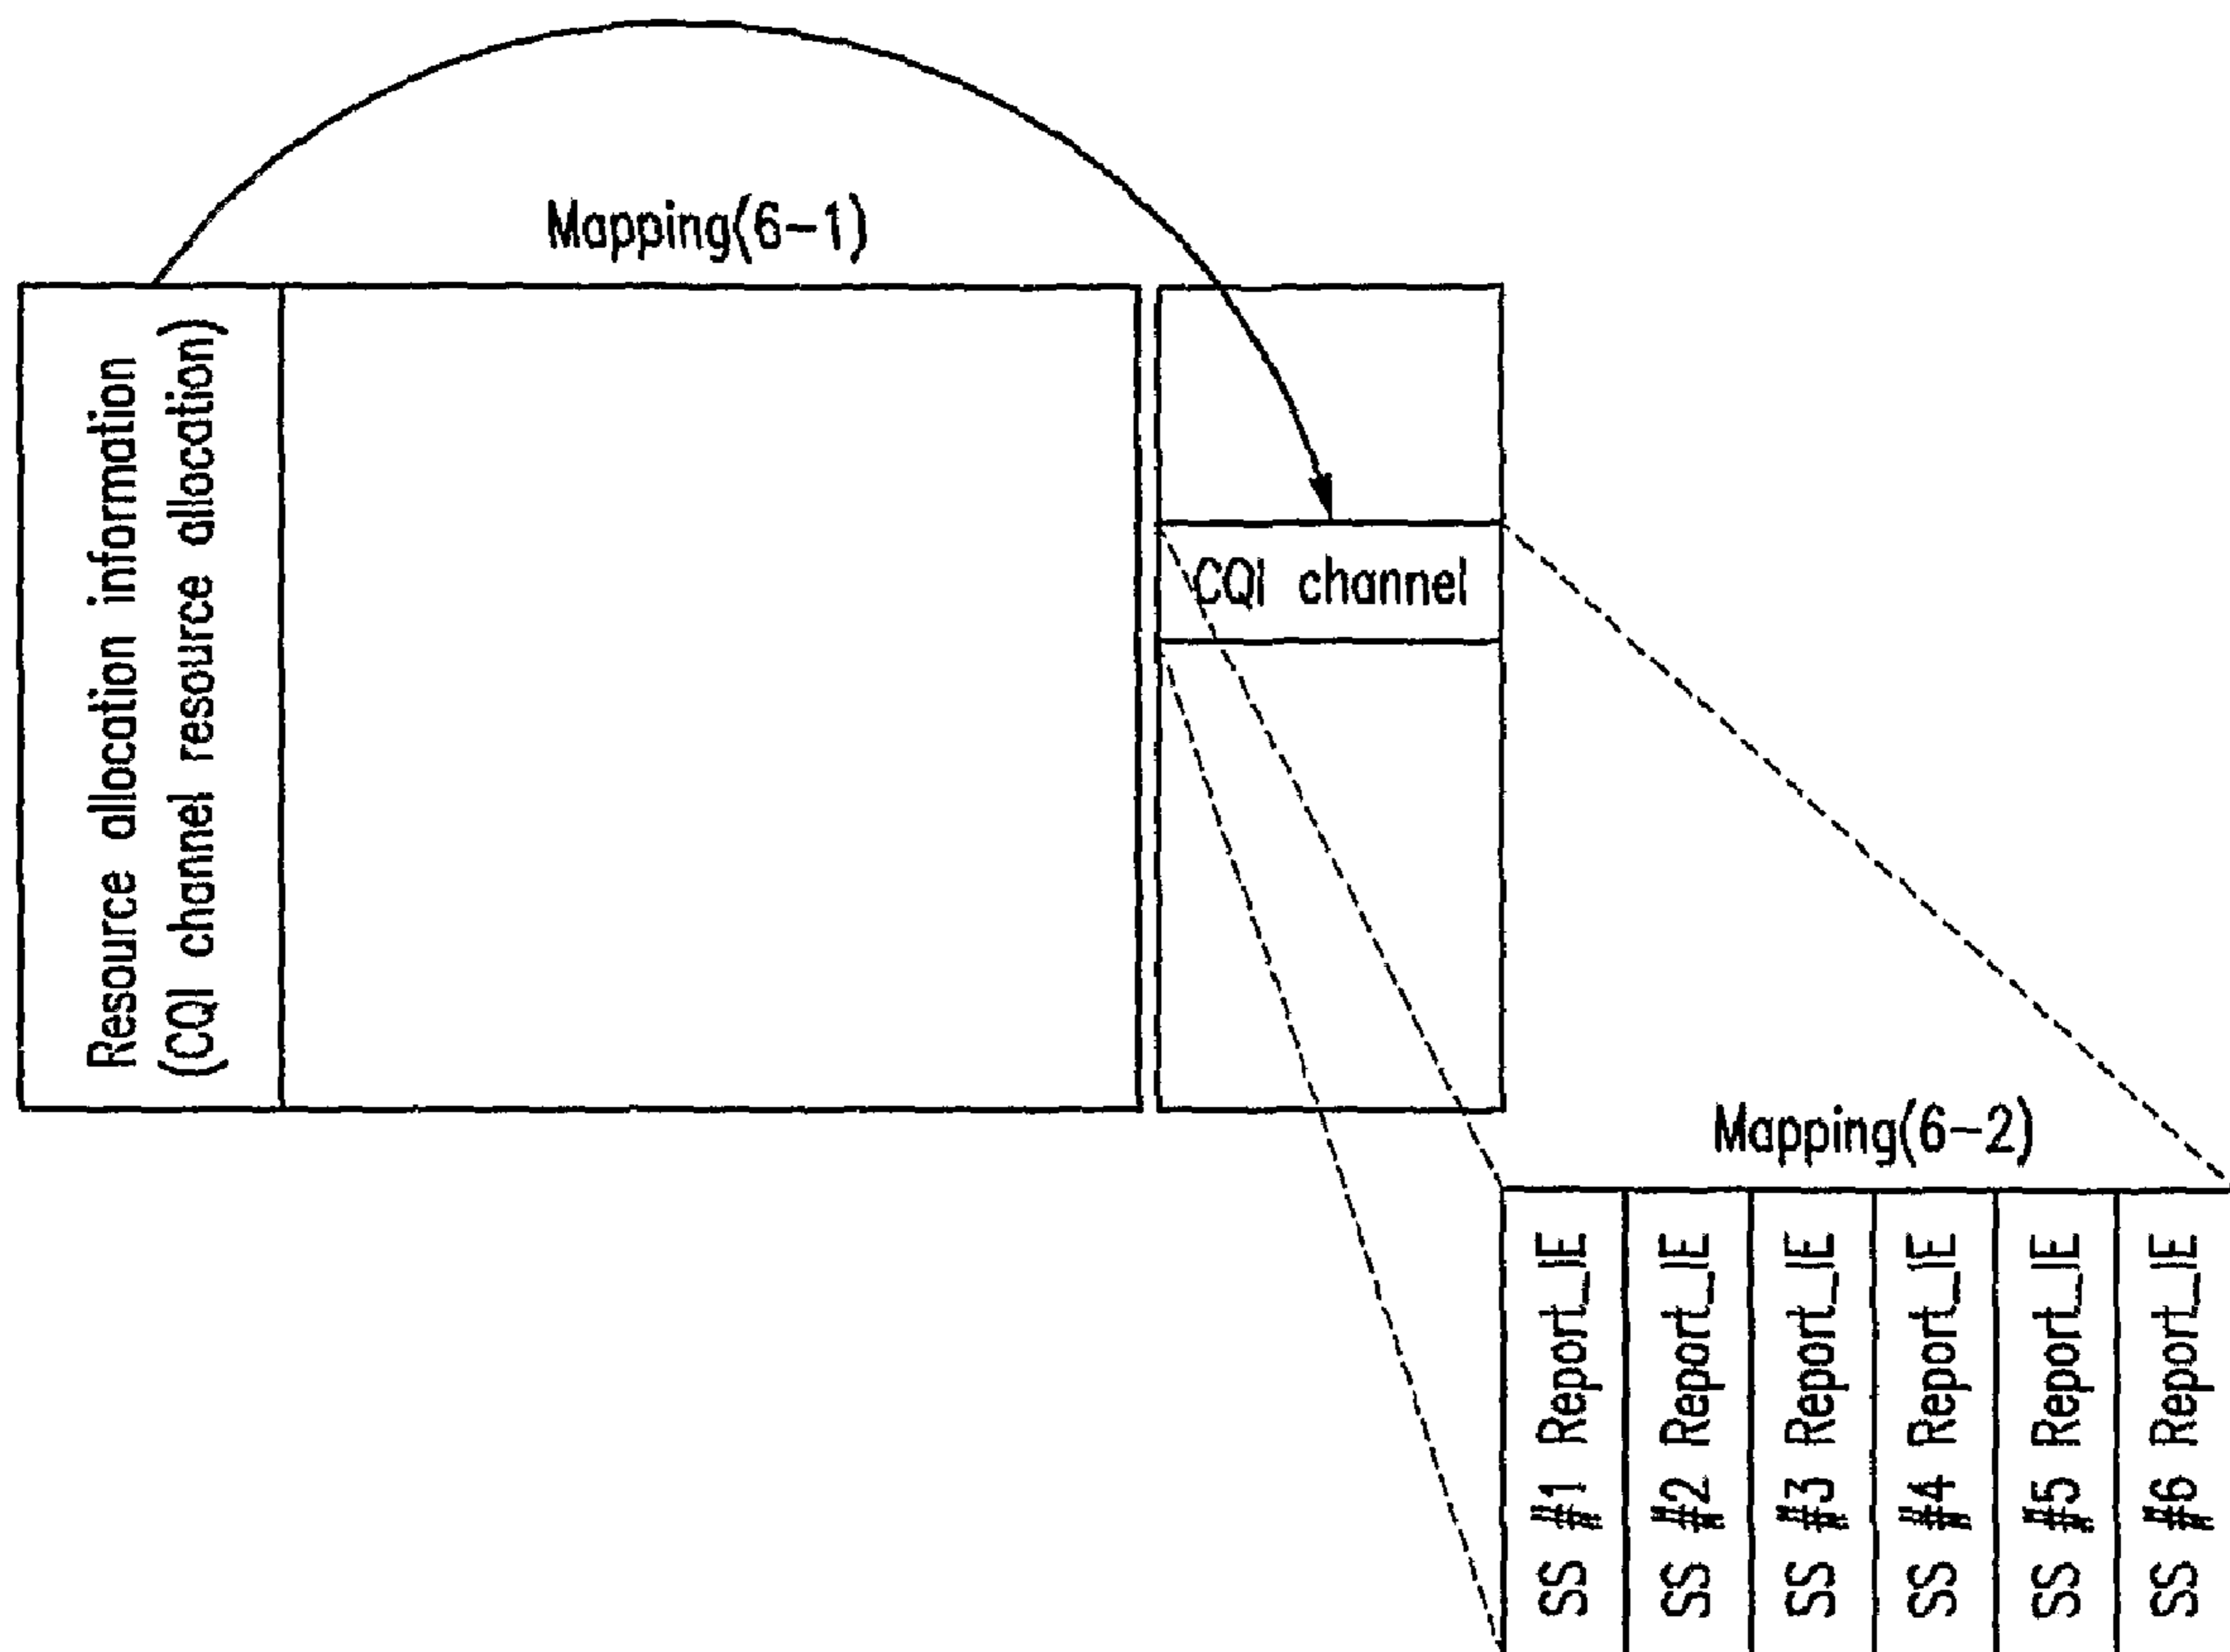 Mapping(6-1)
Resource allocation information
(CQI channel resource allocation)
CQI channel
Mapping(6-2)
SS #1 Report_IE
SS #2 Report_IE
SS #3 Report_IE
SS #4 Report_IE
SS #5 Report_IE
SS #6 Report_IE